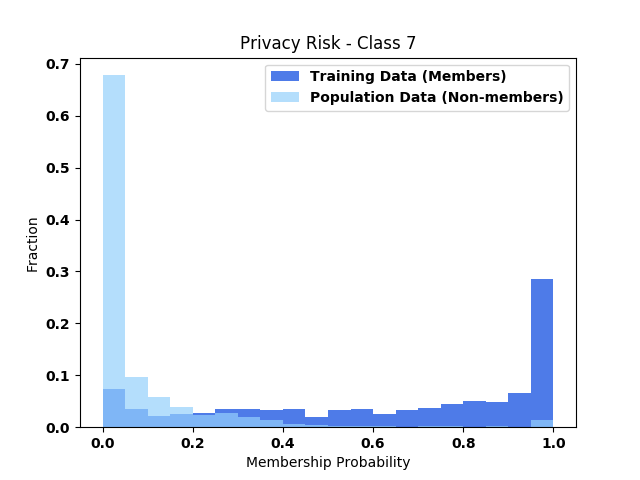 Privacy Risk - Class 7
Training Data (Members)
Population Data (Non-members)
0.7
0.6
0.5
0.4
0.3
0.2
0.1
0.0
Fraction
0.0 0.2 0.4 0.6 0.8 1.0
Membership Probability